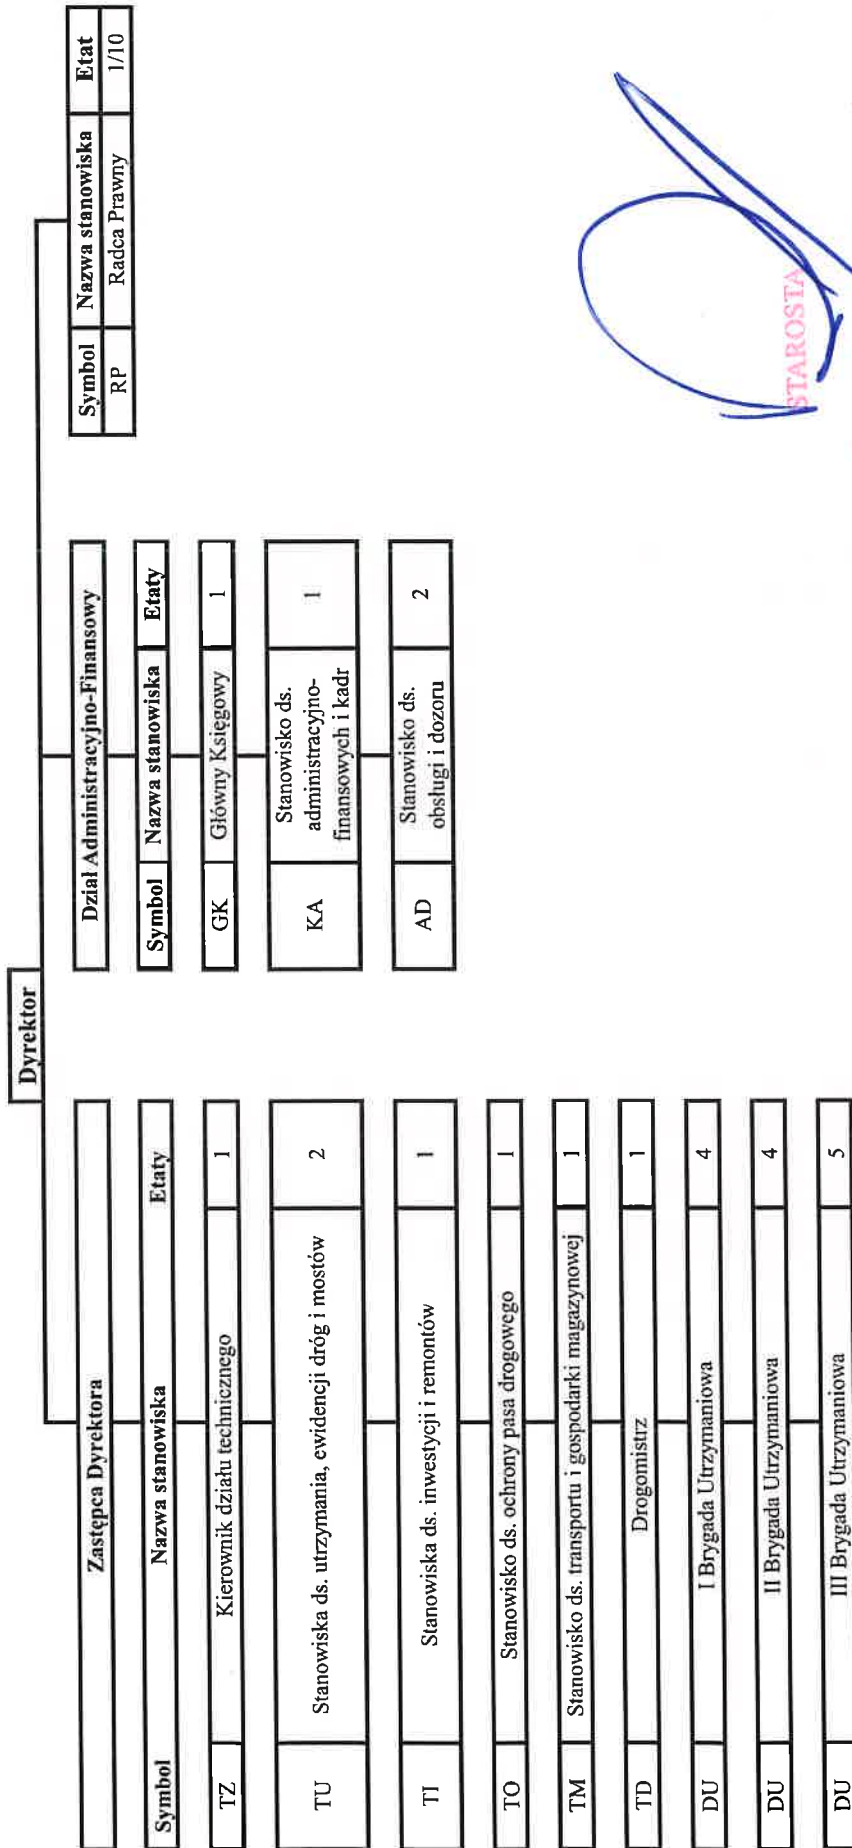 Dyrektor
Zastępca Dyrektora
Symbol Nazwa stanowiska Etaty
TZ Kierownik działu technicznego 1
TU Stanowiska ds. utrzymania, ewidencji dróg i mostów 2
TI Stanowiska ds. inwestycji i remontów 1
TO Stanowisko ds. ochrony pasa drogowego 1
TM Stanowisko ds. transportu i gospodarki magazynowej 1
TD Drogomistrz 1
DU I Brygada Utrzymaniowa 4
DU II Brygada Utrzymaniowa 4
DU III Brygada Utrzymaniowa 5
Dział Administracyjno-Finansowy
Symbol Nazwa stanowiska Etaty
GK Główny Księgowy 1
KA Stanowisko ds.
administracyjno-
finansowych i kadr 1
AD Stanowisko ds.
obsługi i dozoru 2
Symbol Nazwa stanowiska Etat
RP Radca Prawny 1/10
STAROSTA